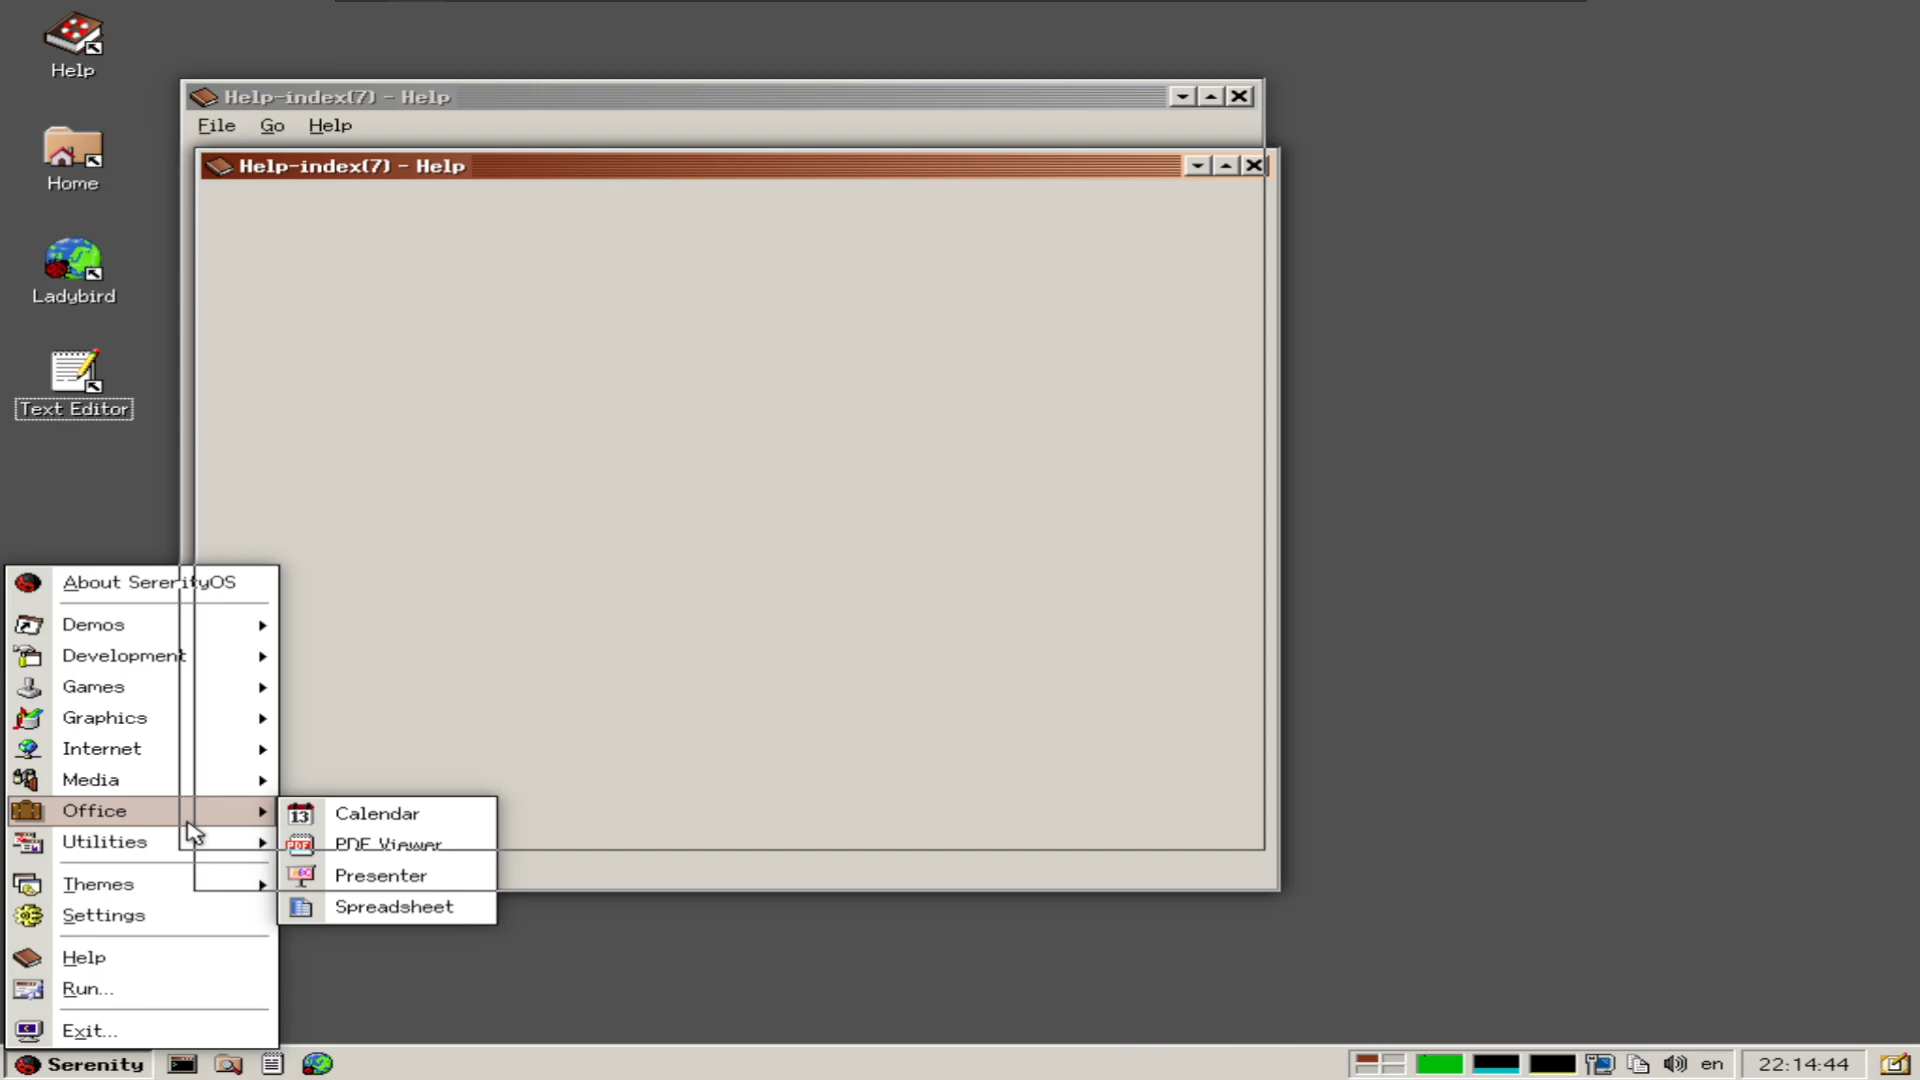 Help
Home
Ladybird
Text Editor
Help-index(7) - Help
File Go Help
Help-index(7) - Help
About SerenityOS
Demos
Development
Games
Graphics
Internet
Media
Office
Utilities
Themes
Settings
Help
Run...
Exit...
13 Calendar
PDF PDF Viewer
Presenter
Spreadsheet
Serenity
en
22:14:44